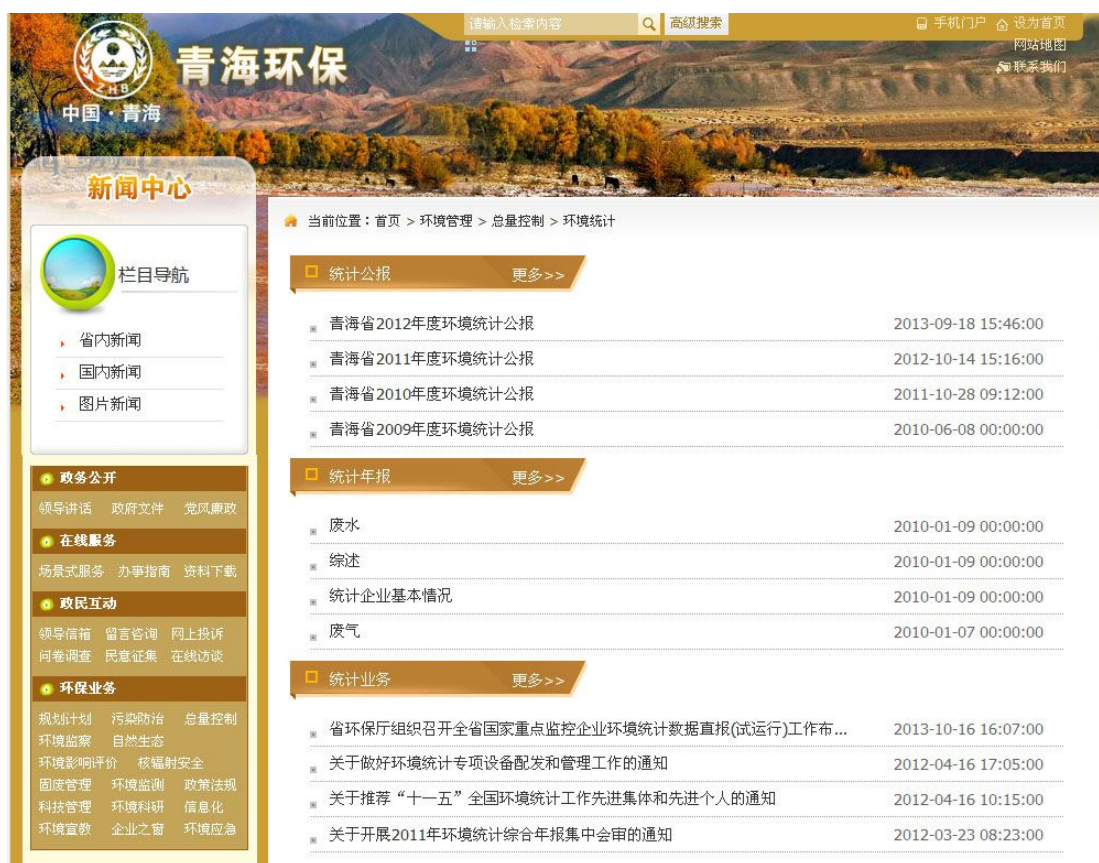 请输入检索内容 高级搜索 手机门户 设为首页
网站地图
联系我们
青海环保
ZHB
中国·青海
新闻中心
当前位置：首页 > 环境管理 > 总量控制 > 环境统计
栏目导航
省内新闻
国内新闻
图片新闻
政务公开
领导讲话 政府文件 党风廉政
在线服务
场景式服务 办事指南 资料下载
政民互动
领导信箱 留言咨询 网上投诉
问卷调查 民意征集 在线访谈
环保业务
规划计划 污染防治 总量控制
环境监察 自然生态
环境影响评价 核辐射安全
固废管理 环境监测 政策法规
科技管理 环境科研 信息化
环境宣教 企业之窗 环境应急
统计公报 更多>>
青海省2012年度环境统计公报 2013-09-18 15:46:00
青海省2011年度环境统计公报 2012-10-14 15:16:00
青海省2010年度环境统计公报 2011-10-28 09:12:00
青海省2009年度环境统计公报 2010-06-08 00:00:00
统计年报 更多>>
废水 2010-01-09 00:00:00
综述 2010-01-09 00:00:00
统计企业基本情况 2010-01-09 00:00:00
废气 2010-01-07 00:00:00
统计业务 更多>>
省环保厅组织召开全省国家重点监控企业环境统计数据直报(试运行)工作布... 2013-10-16 16:07:00
关于做好环境统计专项设备配发和管理工作的通知 2012-04-16 17:05:00
关于推荐“十一五”全国环境统计工作先进集体和先进个人的通知 2012-04-16 10:15:00
关于开展2011年环境统计综合年报集中会审的通知 2012-03-23 08:23:00